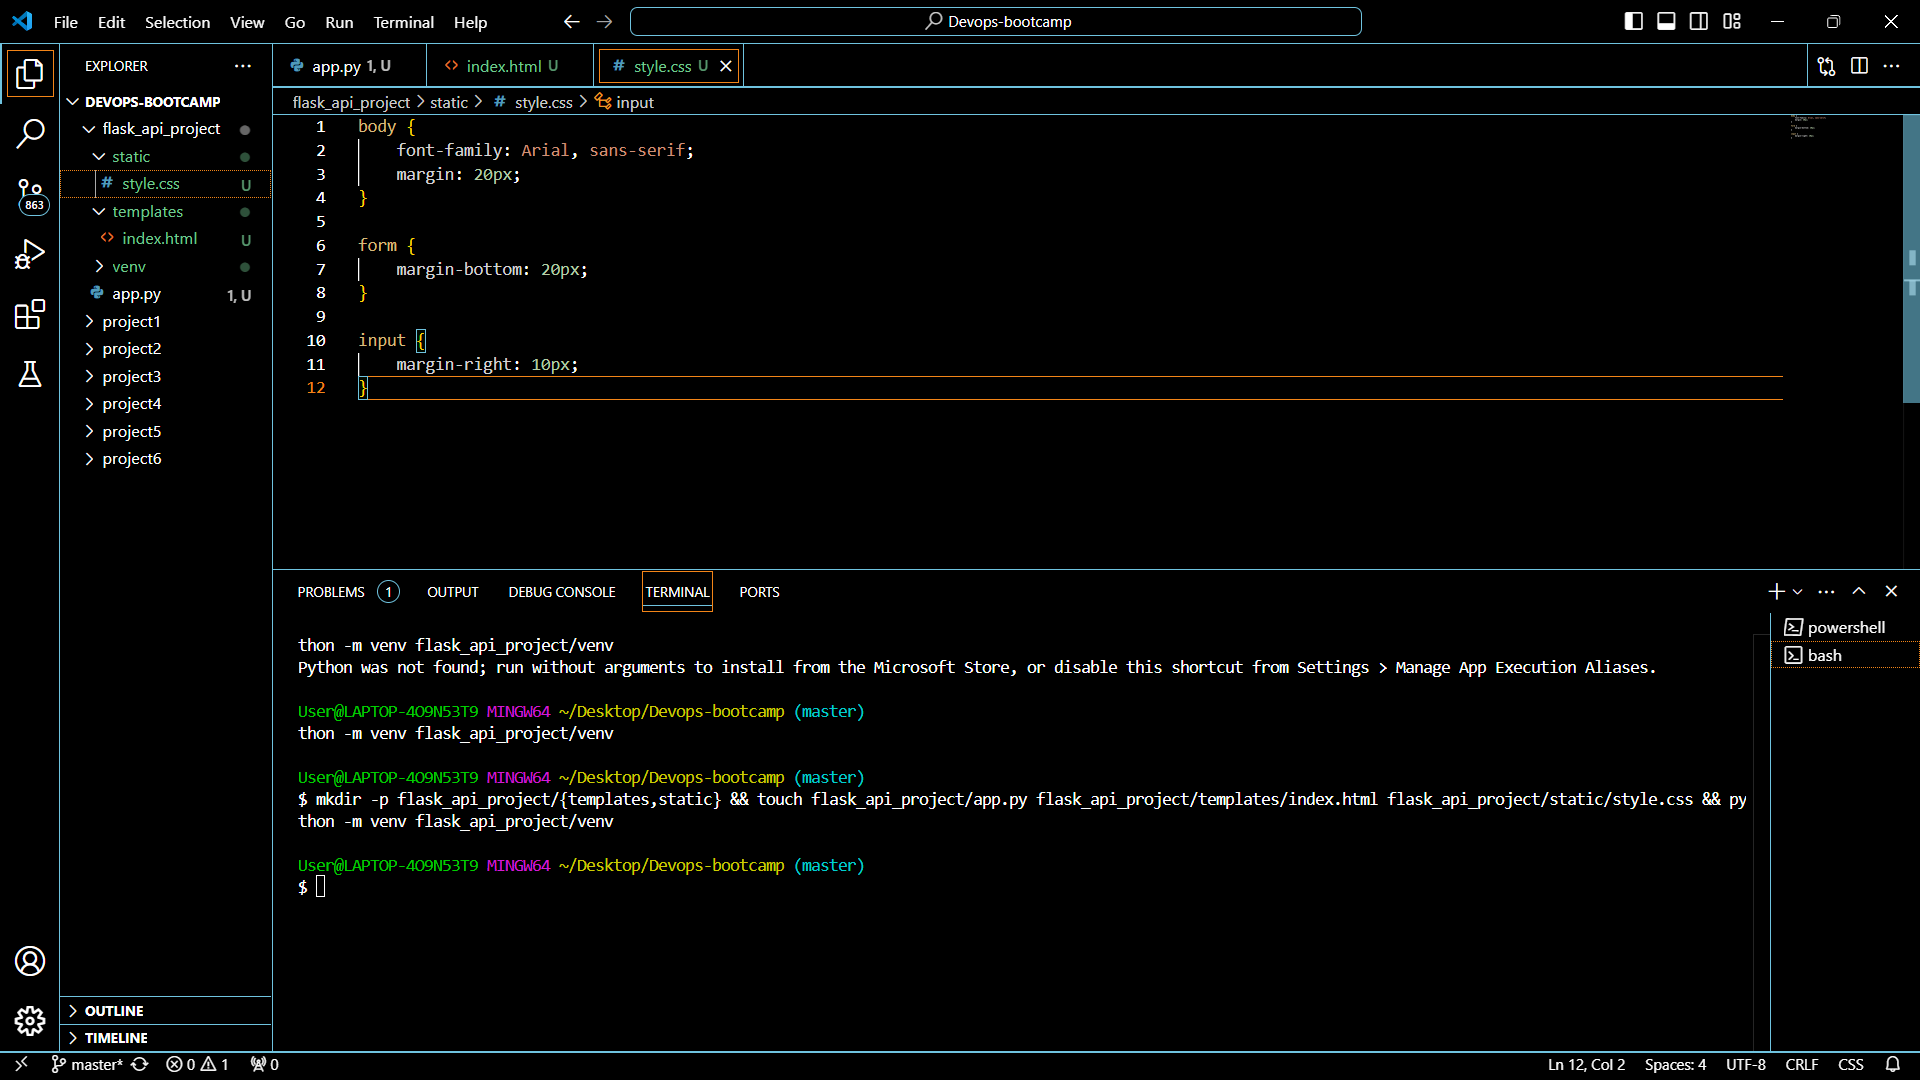 File Edit Selection View Go Run Terminal Help
Devops-bootcamp
EXPLORER
DEVOPS-BOOTCAMP
flask_api_project
static
style.css U
templates
index.html U
venv
app.py 1, U
project1
project2
project3
project4
project5
project6
OUTLINE
TIMELINE
863
app.py 1, U
index.html U
style.css U
flask_api_project > static > # style.css > input
1 body {
2 font-family: Arial, sans-serif;
3 margin: 20px;
4 }
5
6 form {
7 margin-bottom: 20px;
8 }
9
10 input {
11 margin-right: 10px;
12 }
PROBLEMS 1 OUTPUT DEBUG CONSOLE TERMINAL PORTS
thon -m venv flask_api_project/venv
Python was not found; run without arguments to install from the Microsoft Store, or disable this shortcut from Settings > Manage App Execution Aliases.
User@LAPTOP-4O9N53T9 MINGW64 ~/Desktop/Devops-bootcamp (master)
thon -m venv flask_api_project/venv
User@LAPTOP-4O9N53T9 MINGW64 ~/Desktop/Devops-bootcamp (master)
$ mkdir -p flask_api_project/{templates,static} && touch flask_api_project/app.py flask_api_project/templates/index.html flask_api_project/static/style.css && py
thon -m venv flask_api_project/venv
User@LAPTOP-4O9N53T9 MINGW64 ~/Desktop/Devops-bootcamp (master)
$
powershell
bash
master* 0 1 0
Ln 12, Col 2 Spaces: 4 UTF-8 CRLF CSS